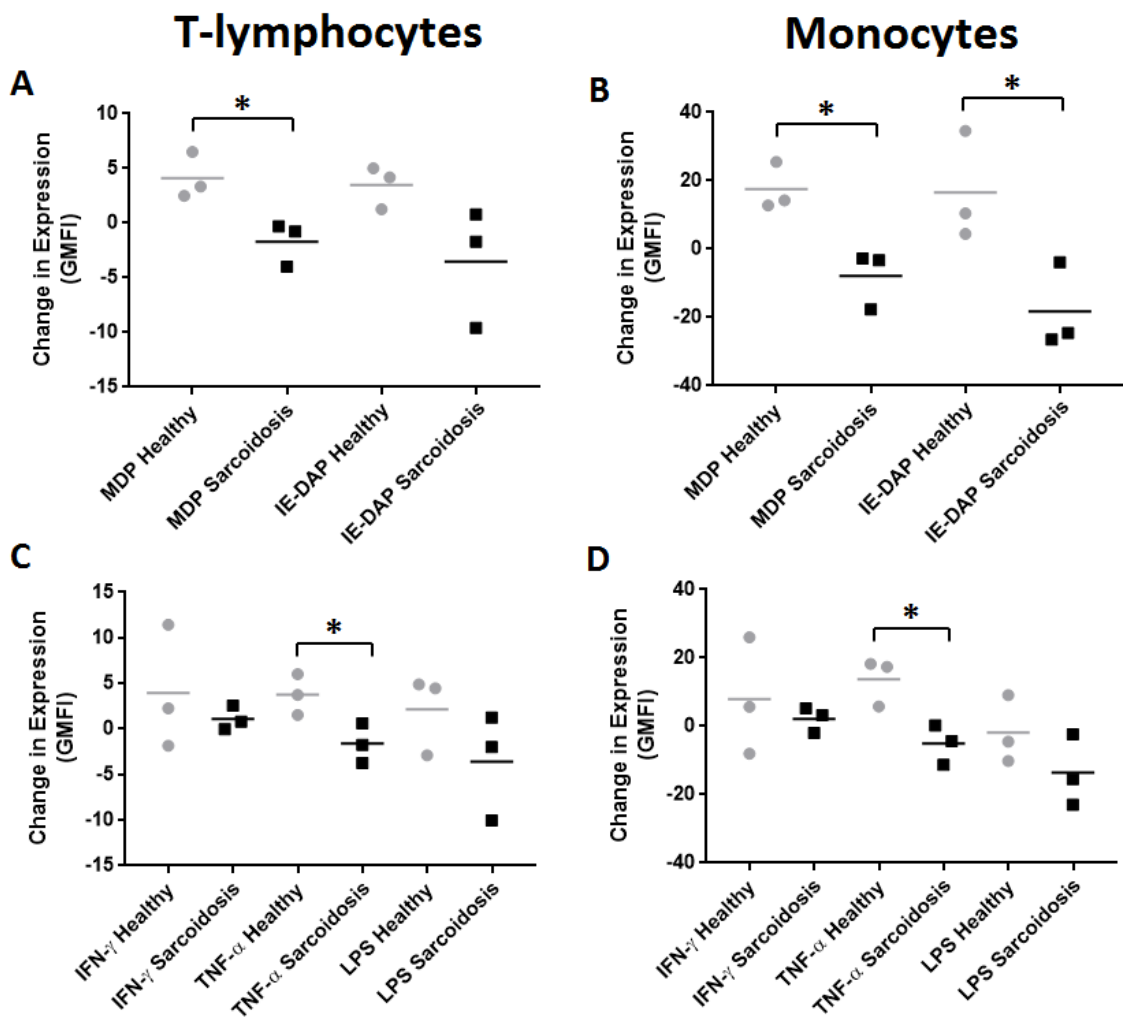 T-lymphocytes
Monocytes
A
*
Change in Expression
(GMFI)
10
5
0
-5
-10
-15
MDP Healthy
MDP Sarcoidosis
IE-DAP Healthy
IE-DAP Sarcoidosis
B
*
*
Change in Expression
(GMFI)
40
20
0
-20
-40
MDP Healthy
MDP Sarcoidosis
IE-DAP Healthy
IE-DAP Sarcoidosis
C
*
Change in Expression
(GMFI)
15
10
5
0
-5
-10
-15
IFN-γ Healthy
IFN-γ Sarcoidosis
TNF-α Healthy
TNF-α Sarcoidosis
LPS Healthy
LPS Sarcoidosis
D
*
Change in Expression
(GMFI)
40
20
0
-20
-40
IFN-γ Healthy
IFN-γ Sarcoidosis
TNF-α Healthy
TNF-α Sarcoidosis
LPS Healthy
LPS Sarcoidosis